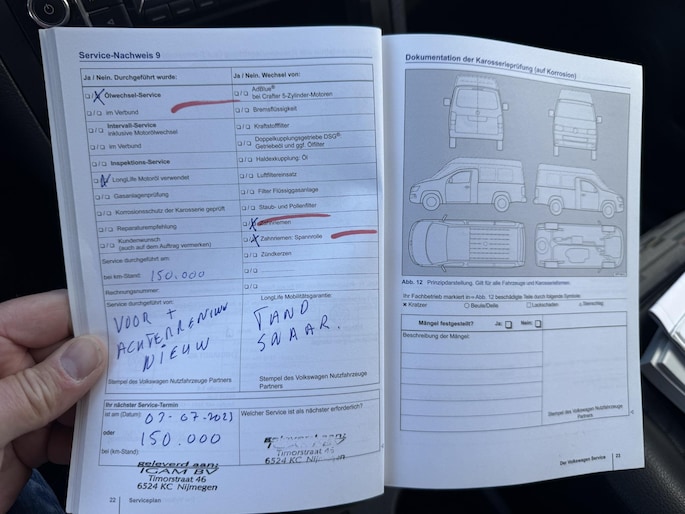 Service-Nachweis 9
Ja / Nein. Durchgeführt wurde:
Ölwechsel-Service
im Verbund
Intervall-Service
inklusive Motorölwechsel
im Verbund
Inspektions-Service
LongLife Motoröl verwendet
Gasanlagenprüfung
Korrosionsschutz der Karosserie geprüft
Reparaturempfehlung
Kundenwunsch
(auch auf dem Auftrag vermerken)
Service durchgeführt am:
bei km-Stand: 150.000
Rechnungsnummer:
Service durchgeführt von:
VOOR +
ACHTERREMMEN
NIEUW
Stempel des Volkswagen Nutzfahrzeuge Partners
Ja / Nein. Wechsel von:
AdBlue®
bei Crafter 5-Zylinder-Motoren
Bremsflüssigkeit
Kraftstofffilter
Doppelkupplungsgetriebe DSG®
Getriebeöl und ggf. Ölfilter
Haldexkupplung: Öl
Luftfiltereinsatz
Filter Flüssiggasanlage
Staub- und Pollenfilter
Zahnriemen
Zahnriemen: Spannrolle
Zündkerzen
LongLife Mobilitätsgarantie:
TAND
SNAAR.
Stempel des Volkswagen Nutzfahrzeuge
Partners
Ihr nächster Service-Termin
ist am (Datum)
oder
150.000
bei (km-Stand)
Welcher Service ist als nächster erforderlich?
Geleverd aan:
IGAM BV
Timorstraat 46
6524 KC Nijmegen
Geleverd aan:
Timorstraat 46
6524 KC
22 Serviceplan
Dokumentation der Karosserieprüfung (auf Korrosion)
Abb. 12 Prinzipdarstellung. Gilt für alle Fahrzeuge und Karosserieformen.
Ihr Fachbetrieb markiert in Abb. 12 beschädigte Teile durch folgende Symbole:
× Kratzer ○ Beule/Delle □ Lackschaden ◇ Steinschlag
Mängel festgestellt? Ja: Nein:
Beschreibung der Mängel:
Stempel des Volkswagen Nutzfahrzeuge
Partners
Der Volkswagen Service 23